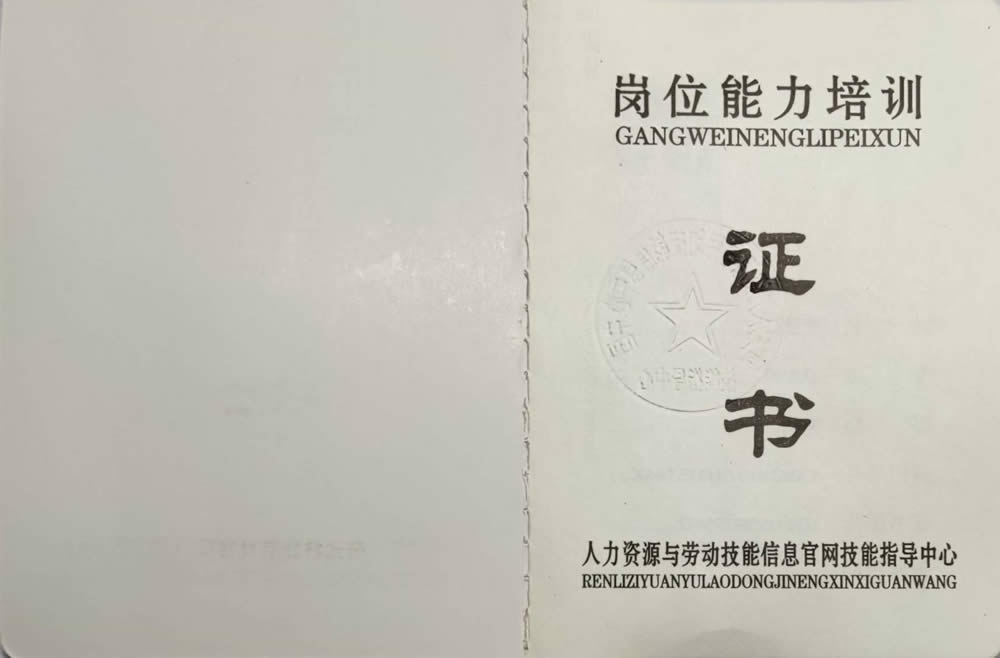 岗位能力培训
GANGWEINENGLIPEIXUN
证
书
人力资源与劳动技能信息官网技能指导中心
RENLIZIYUANYULAODONGJINENGXINXIGUANWANG